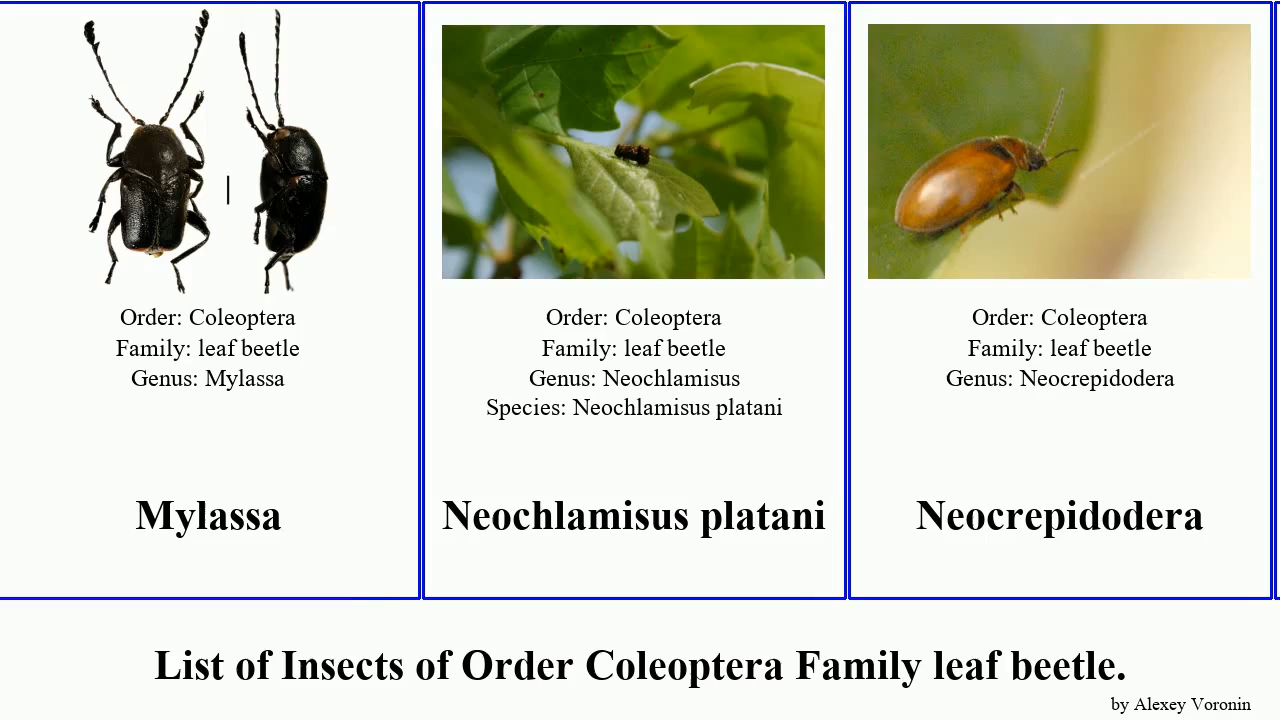 Order: Coleoptera
Family: leaf beetle
Genus: Mylassa
Mylassa
Order: Coleoptera
Family: leaf beetle
Genus: Neochlamisus
Species: Neochlamisus platani
Neochlamisus platani
Order: Coleoptera
Family: leaf beetle
Genus: Neocrepidodera
Neocrepidodera
List of Insects of Order Coleoptera Family leaf beetle.
by Alexey Voronin